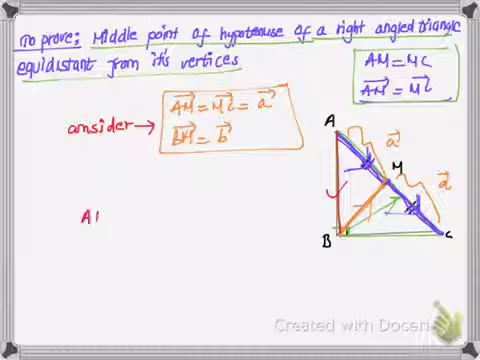 To prove: Middle point of hypotenuse of a right angled triangle
equidistant from it's vertices
AM = MC
AM = MC
AM = MC = a
consider →
BM = b
A
a
M
a
B
C
A
Created with Doceri